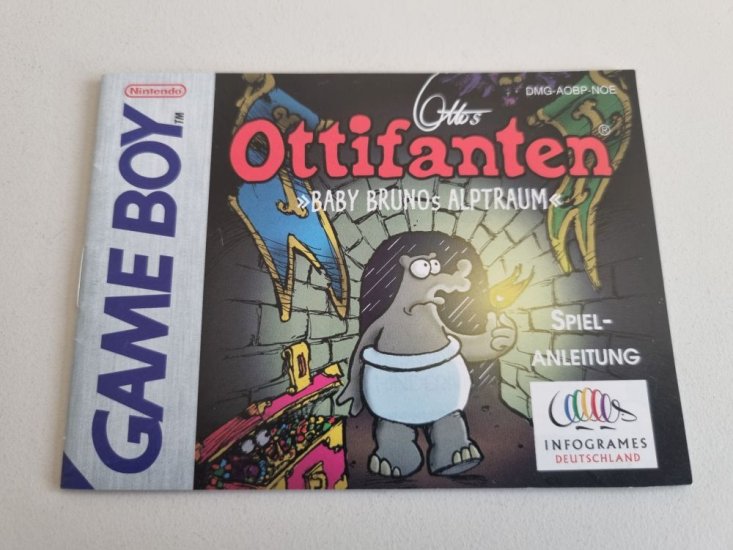 Nintendo
GAME BOY™
DMG-AOBP-NOE
Ottos
Ottifanten®
»BABY BRUNOs ALPTRAUM«
SPIEL-
ANLEITUNG
INFOGRAMES
DEUTSCHLAND